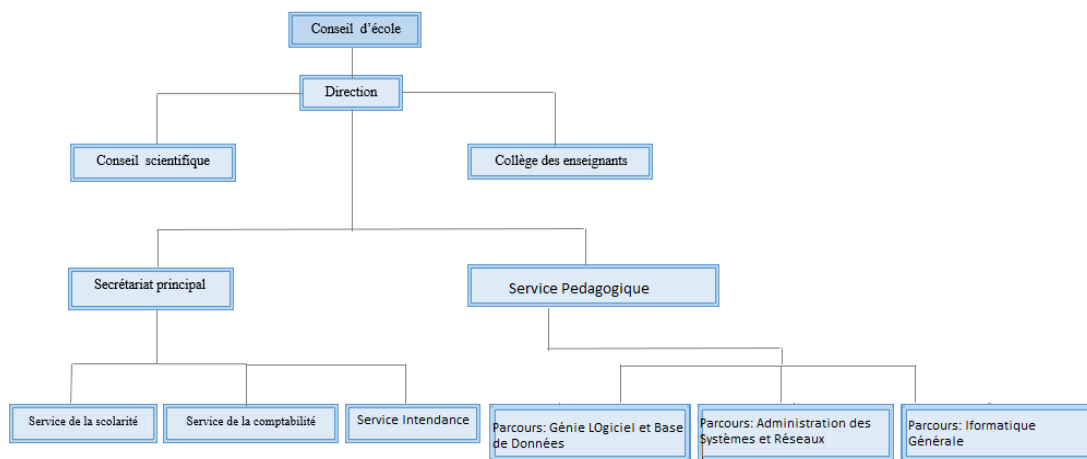 Conseil d'école
Direction
Conseil scientifique
Collège des enseignants
Secrétariat principal
Service Pedagogique
Service de la scolarité
Service de la comptabilité
Service Intendance
Parcours: Génie LOgiciel et Base
de Données
Parcours: Administration des
Systèmes et Réseaux
Parcours: Iformatique
Générale